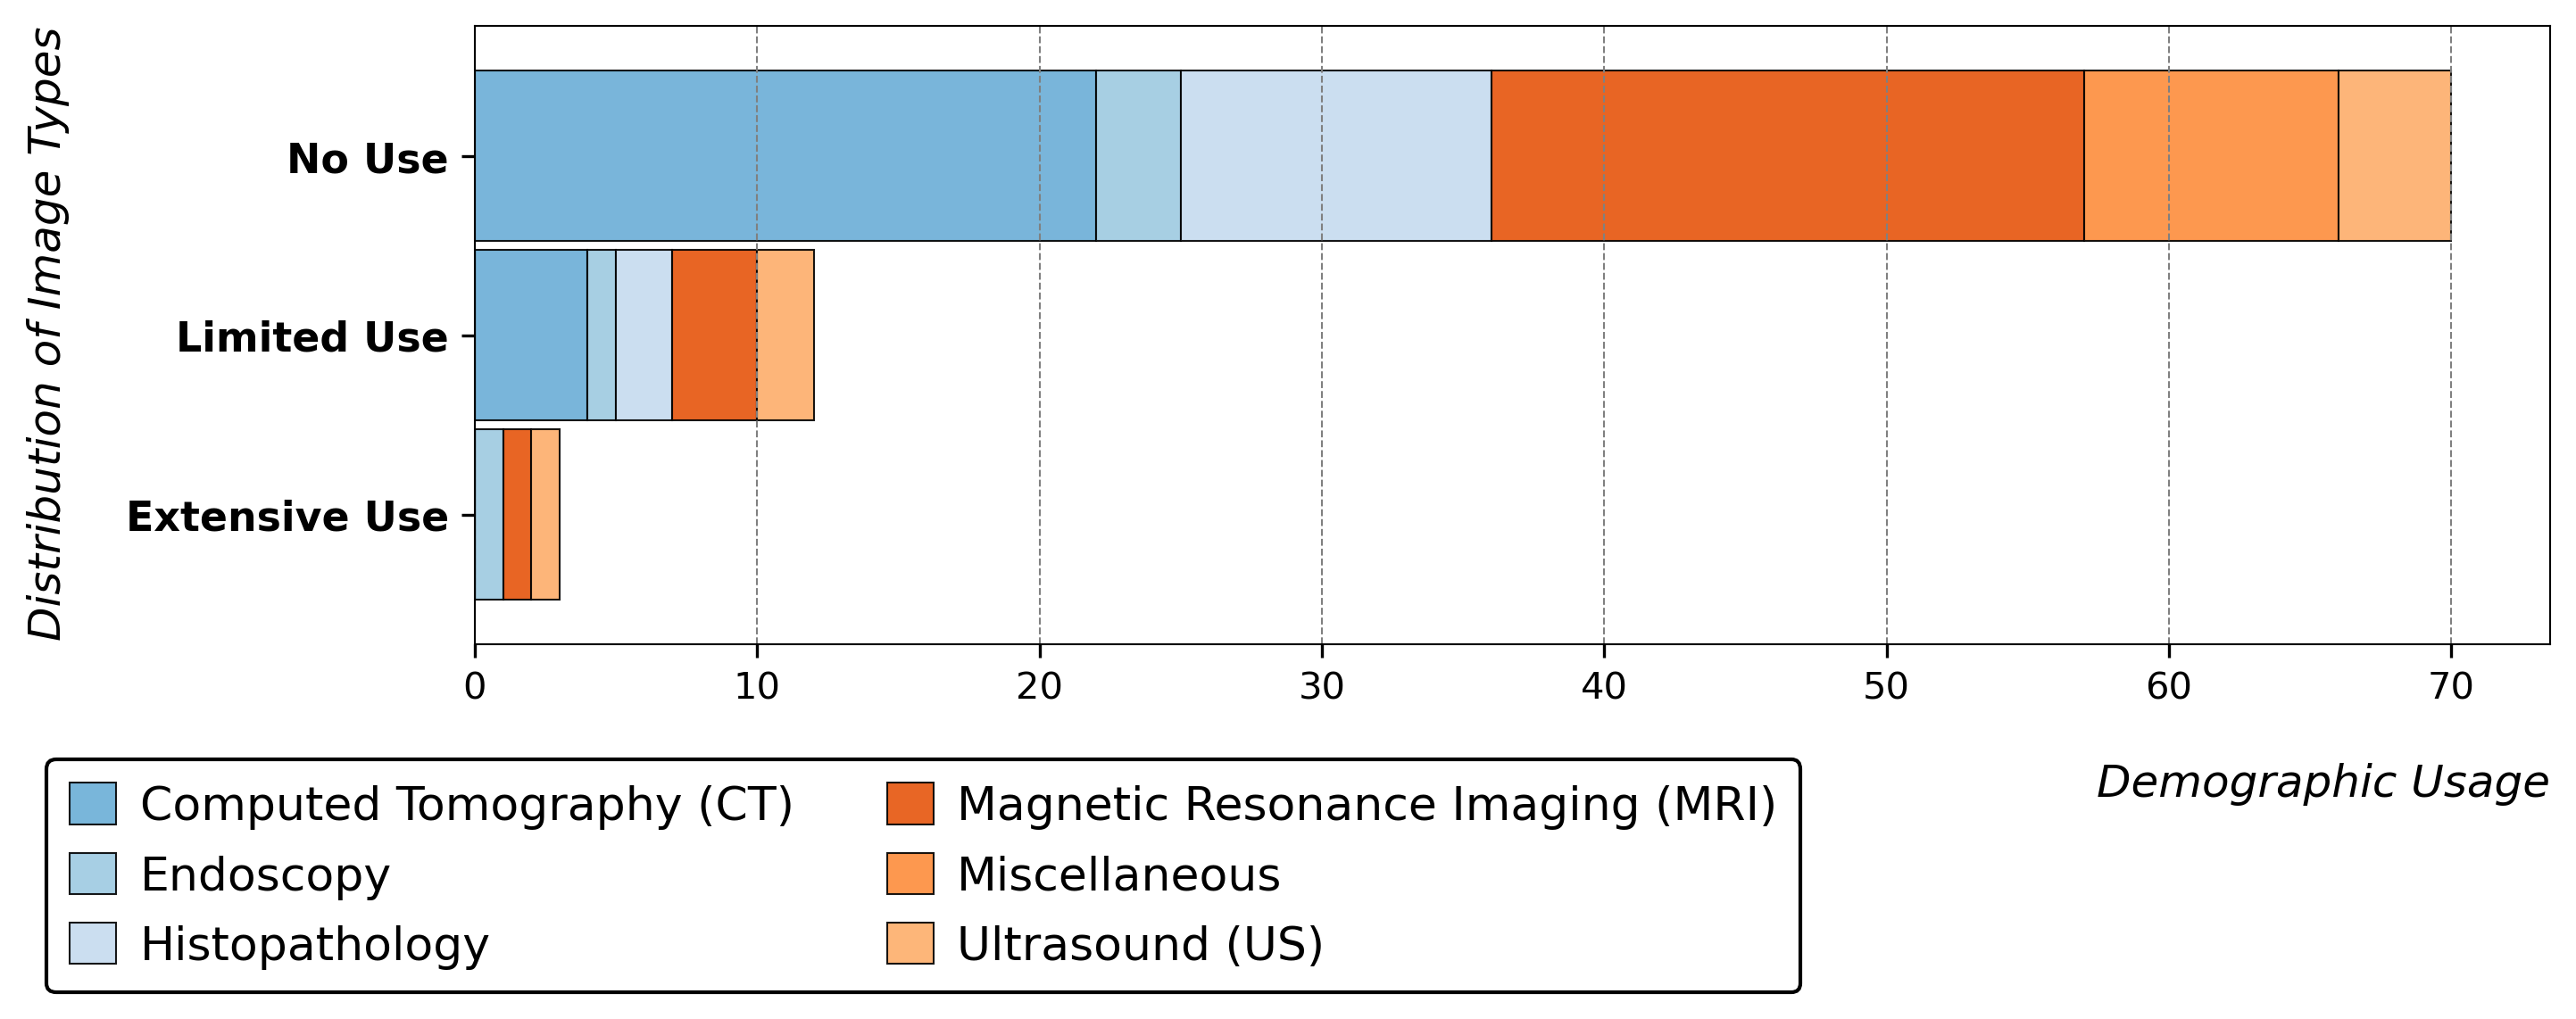 Distribution of Image Types
No Use
Limited Use
Extensive Use
0 10 20 30 40 50 60 70
Demographic Usage
Computed Tomography (CT)
Endoscopy
Histopathology
Magnetic Resonance Imaging (MRI)
Miscellaneous
Ultrasound (US)